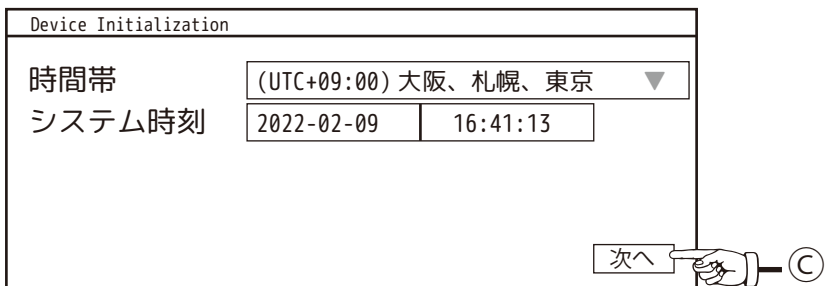 Device Initialization
時間帯 (UTC+09:00) 大阪、札幌、東京 ▼
システム時刻 2022-02-09 16:41:13
次へ Ⓒ